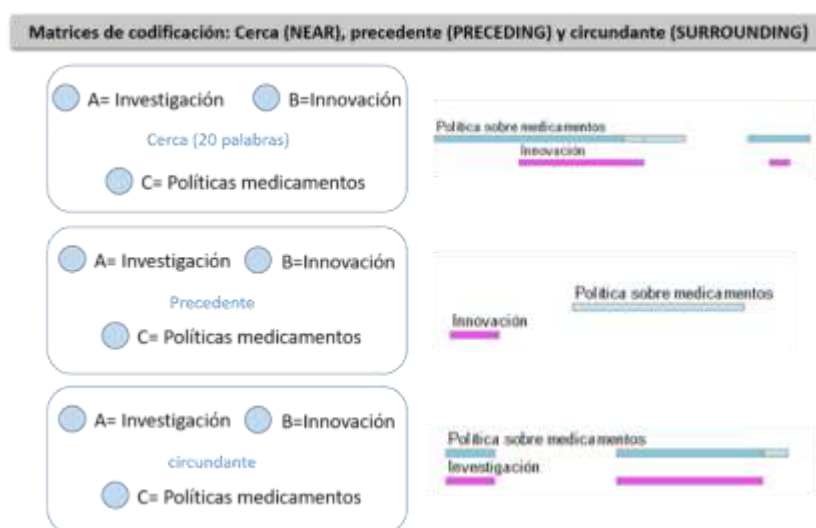 Matrices de codificación: Cerca (NEAR), precedente (PRECEDING) y circundante (SURROUNDING)
A= Investigación B=Innovación
Cerca (20 palabras)
C= Políticas medicamentos
Política sobre medicamentos
Innovación
A= Investigación B=Innovación
Precedente
C= Políticas medicamentos
Política sobre medicamentos
Innovación
A= Investigación B=Innovación
circundante
C= Políticas medicamentos
Política sobre medicamentos
Investigación